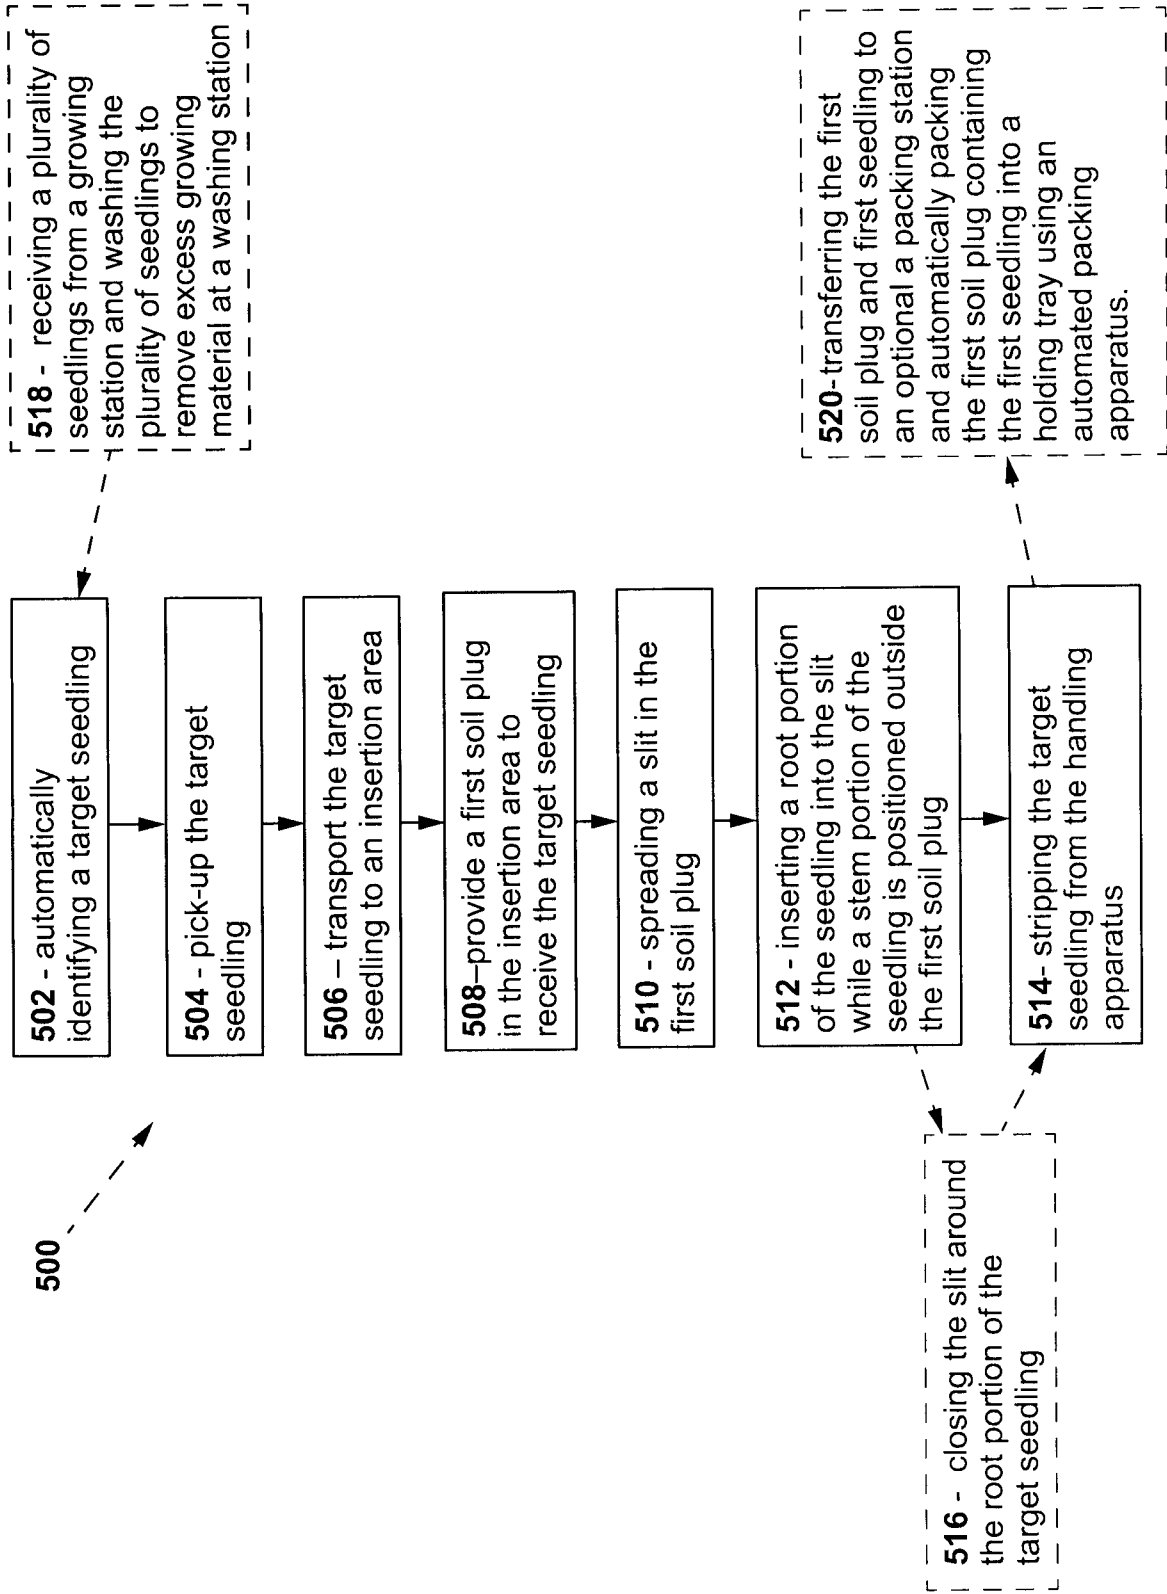 500
502 - automatically
identifying a target seedling
504 - pick-up the target
seedling
506 – transport the target
seedling to an insertion area
508–provide a first soil plug
in the insertion area to
receive the target seedling
510 - spreading a slit in the
first soil plug
512 - inserting a root portion
of the seedling into the slit
while a stem portion of the
seedling is positioned outside
the first soil plug
514- stripping the target
seedling from the handling
apparatus
516 - closing the slit around
the root portion of the
target seedling
518 - receiving a plurality of
seedlings from a growing
station and washing the
plurality of seedlings to
remove excess growing
material at a washing station
520-transferring the first
soil plug and first seedling to
an optional a packing station
and automatically packing
the first soil plug containing
the first seedling into a
holding tray using an
automated packing
apparatus.